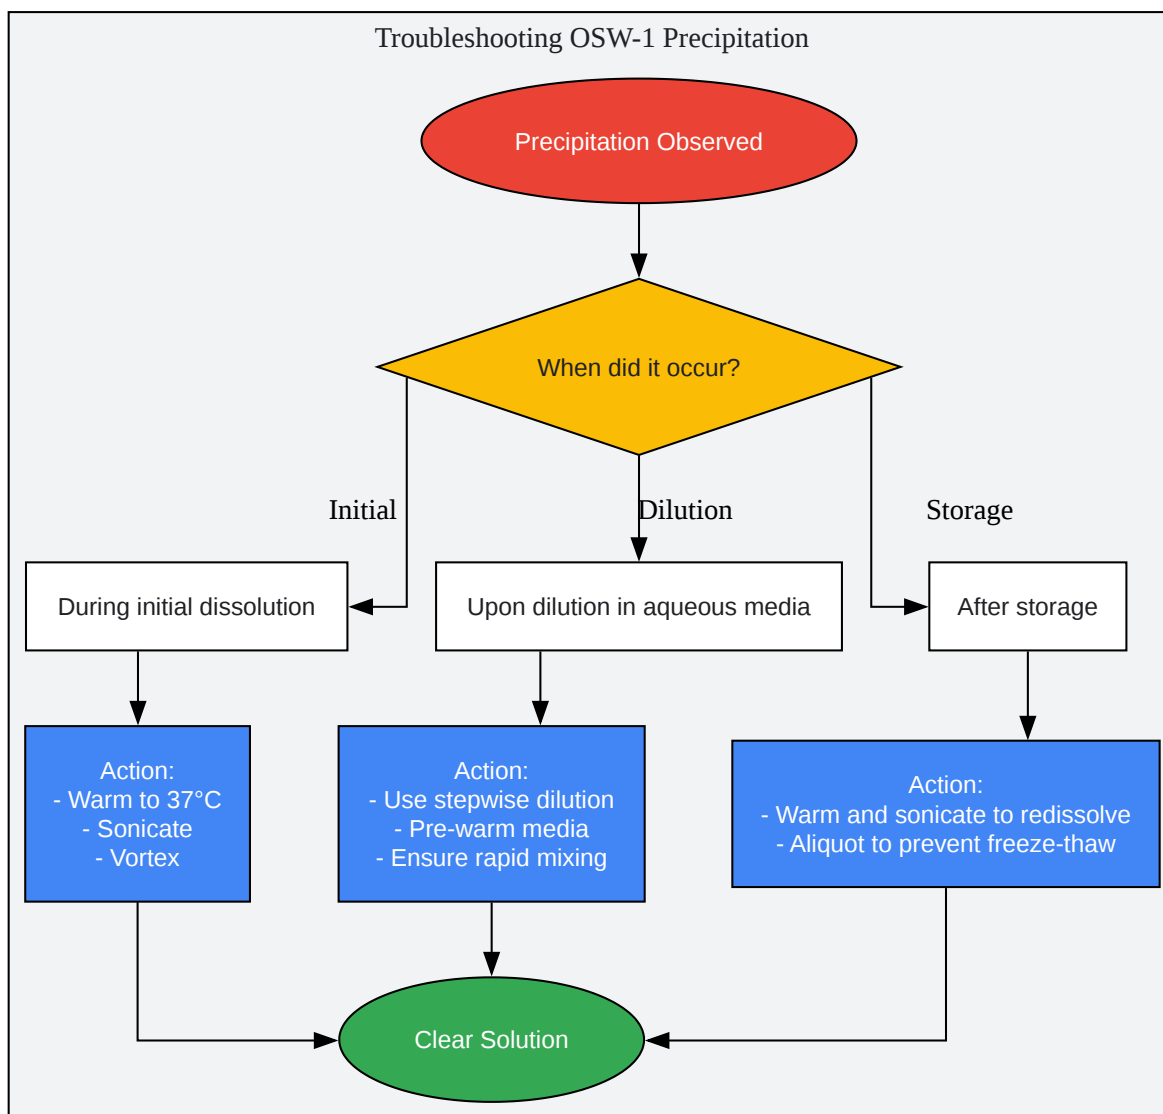 Troubleshooting OSW-1 Precipitation
Precipitation Observed
When did it occur?
Initial
Dilution
Storage
During initial dissolution
Upon dilution in aqueous media
After storage
Action:
- Warm to 37°C
- Sonicate
- Vortex
Action:
- Use stepwise dilution
- Pre-warm media
- Ensure rapid mixing
Action:
- Warm and sonicate to redissolve
- Aliquot to prevent freeze-thaw
Clear Solution